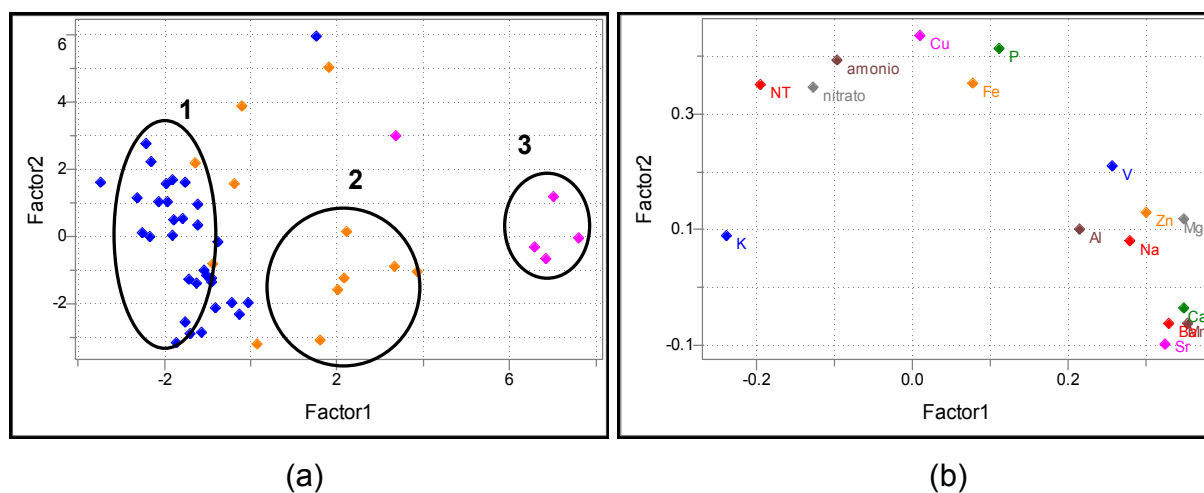 6
4
2
0
-2
-2
2
6
Factor2
Factor1
1
2
3
(a)
0.3
0.1
-0.1
-0.2
0.0
0.2
Factor2
Factor1
Cu
P
amonio
NT
nitrato
Fe
V
K
Zn
Mg
Al
Na
Ca
Sr
(b)